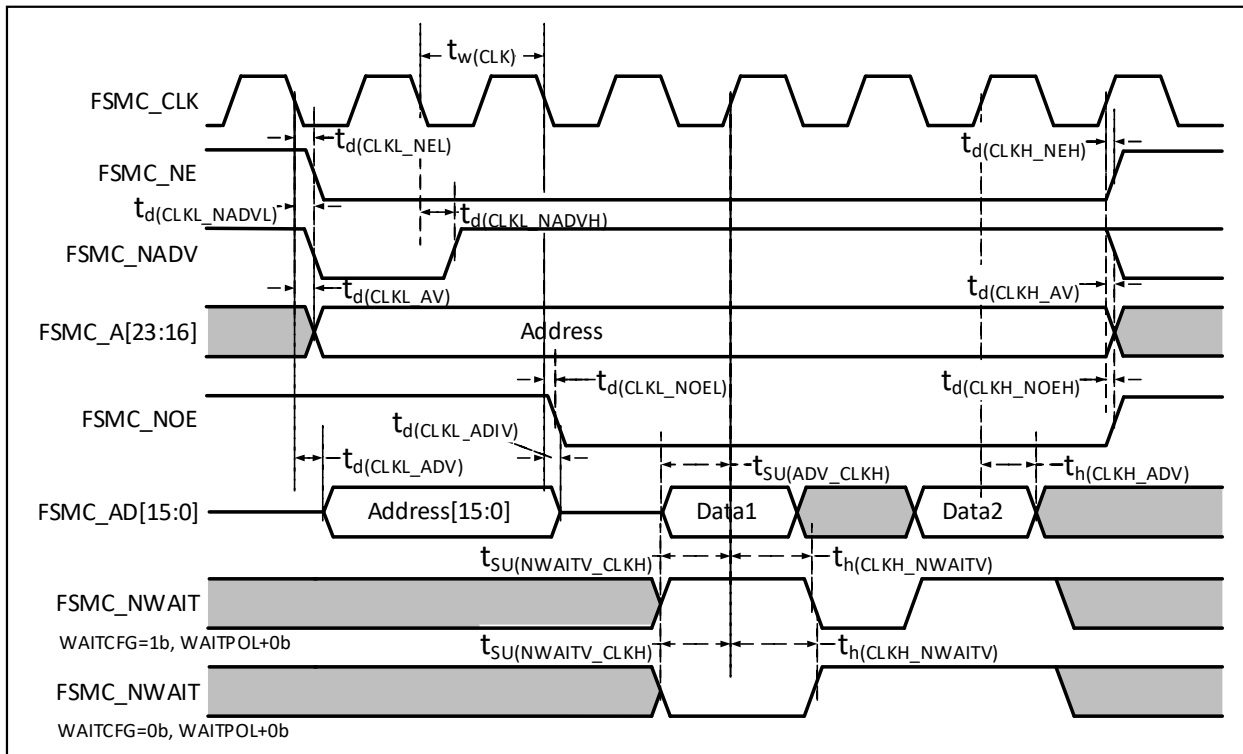 t_w(CLK)
FSMC_CLK
t_d(CLKL_NEL)
t_d(CLKH_NEH)
FSMC_NE
t_d(CLKL_NADVL)
t_d(CLKL_NADVH)
FSMC_NADV
t_d(CLKL_AV)
t_d(CLKH_AV)
FSMC_A[23:16]
Address
t_d(CLKL_NOEL)
t_d(CLKH_NOEH)
FSMC_NOE
t_d(CLKL_ADIV)
t_d(CLKL_ADV)
t_SU(ADV_CLKH)
t_h(CLKH_ADV)
FSMC_AD[15:0]
Address[15:0]
Data1
Data2
t_SU(NWAITV_CLKH)
t_h(CLKH_NWAITV)
FSMC_NWAIT
WAITCFG=1b, WAITPOL+0b
t_SU(NWAITV_CLKH)
t_h(CLKH_NWAITV)
FSMC_NWAIT
WAITCFG=0b, WAITPOL+0b